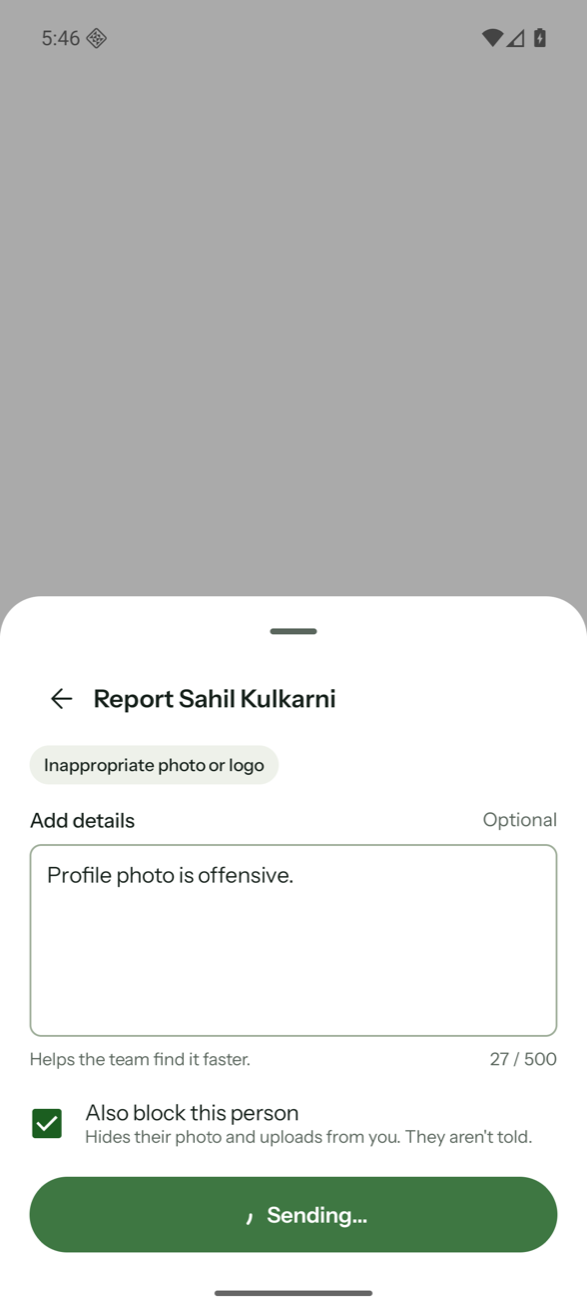 5:46
Report Sahil Kulkarni
Inappropriate photo or logo
Add details
Optional
Profile photo is offensive.
Helps the team find it faster.
27 / 500
Also block this person
Hides their photo and uploads from you. They aren't told.
Sending...